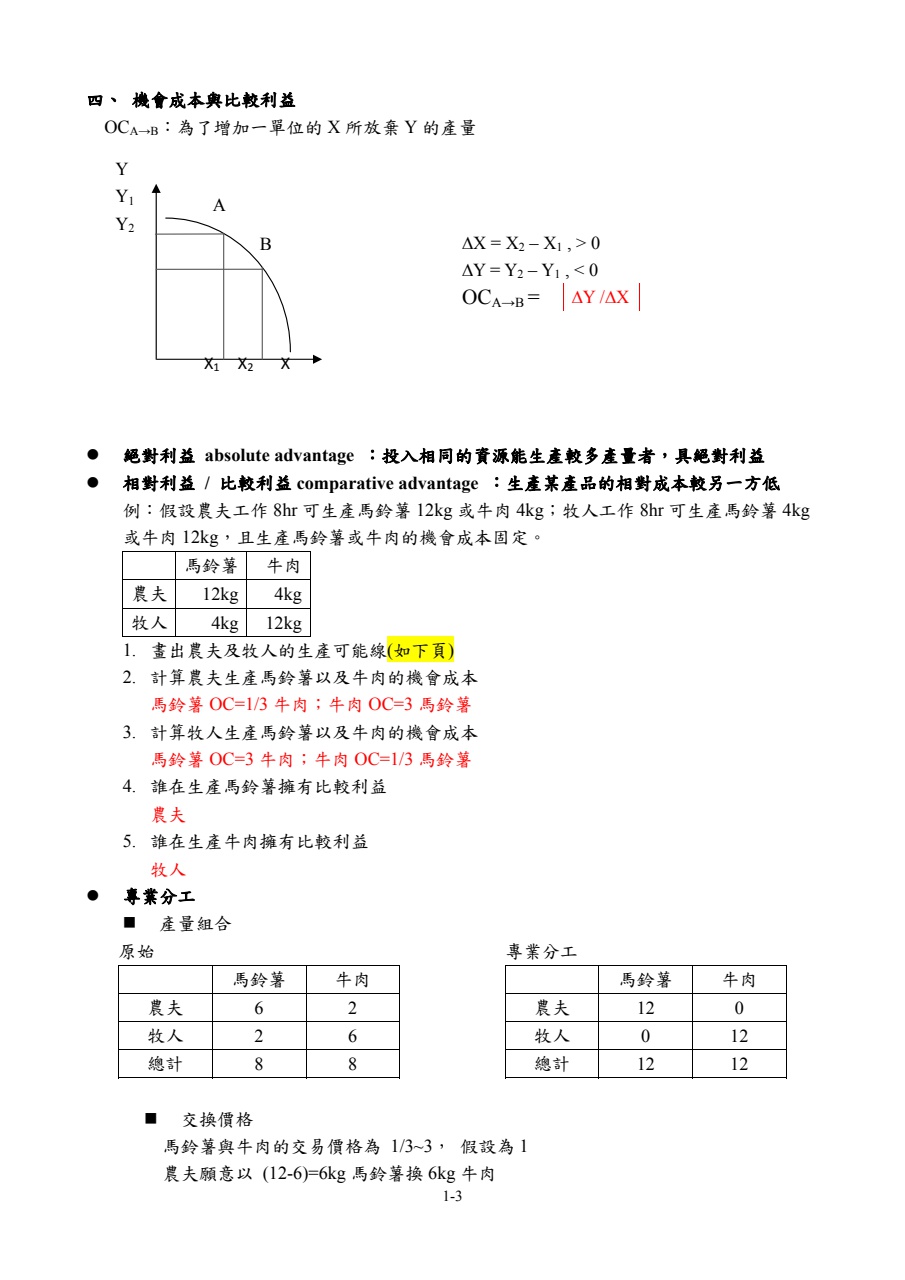 四、 機會成本與比較利益
OCA→B：為了增加一單位的 X 所放棄 Y 的產量
Y
Y1
Y2
A
B
X1 X2 X
ΔX = X2 – X1 , > 0
ΔY = Y2 – Y1 , < 0
OCA→B = | ΔY /ΔX |
● 絕對利益 absolute advantage ：投入相同的資源能生產較多產量者，具絕對利益
● 相對利益 / 比較利益 comparative advantage ：生產某產品的相對成本較另一方低
例：假設農夫工作 8hr 可生產馬鈴薯 12kg 或牛肉 4kg；牧人工作 8hr 可生產馬鈴薯 4kg
或牛肉 12kg，且生產馬鈴薯或牛肉的機會成本固定。
馬鈴薯 牛肉
農夫 12kg 4kg
牧人 4kg 12kg
1. 畫出農夫及牧人的生產可能線(如下頁)
2. 計算農夫生產馬鈴薯以及牛肉的機會成本
馬鈴薯 OC=1/3 牛肉；牛肉 OC=3 馬鈴薯
3. 計算牧人生產馬鈴薯以及牛肉的機會成本
馬鈴薯 OC=3 牛肉；牛肉 OC=1/3 馬鈴薯
4. 誰在生產馬鈴薯擁有比較利益
農夫
5. 誰在生產牛肉擁有比較利益
牧人
● 專業分工
■ 產量組合
原始
馬鈴薯 牛肉
農夫 6 2
牧人 2 6
總計 8 8
專業分工
馬鈴薯 牛肉
農夫 12 0
牧人 0 12
總計 12 12
■ 交換價格
馬鈴薯與牛肉的交易價格為 1/3~3， 假設為 1
農夫願意以 (12-6)=6kg 馬鈴薯換 6kg 牛肉
1-3